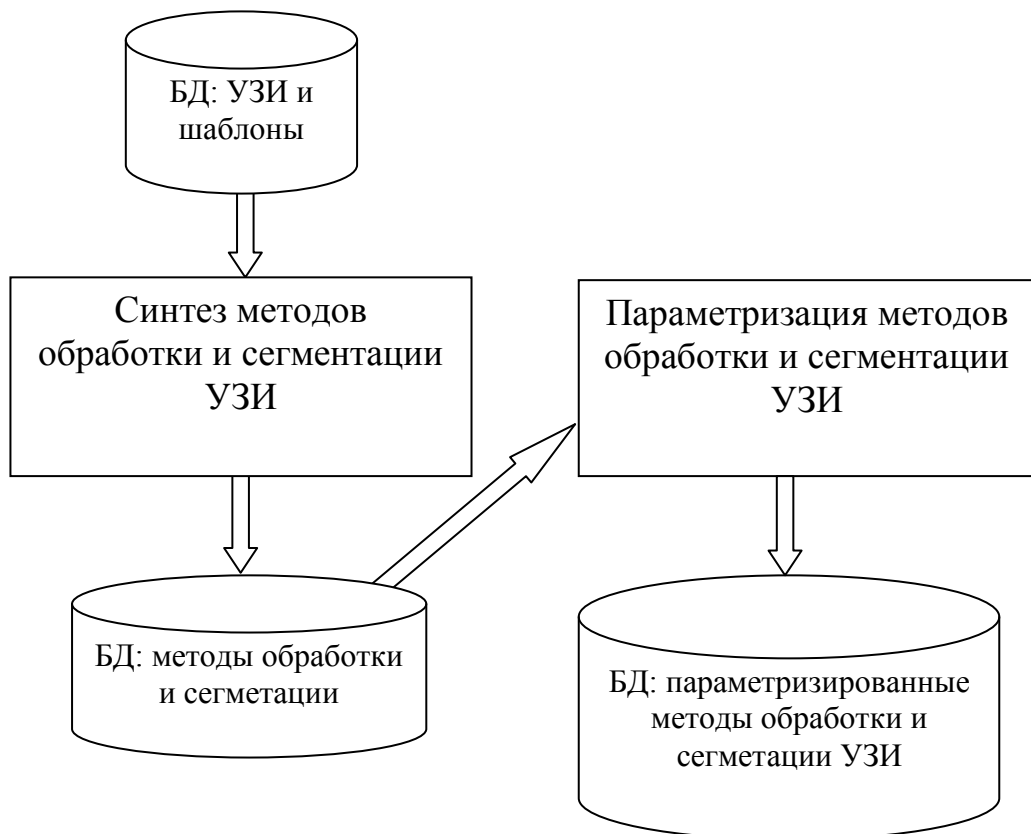 БД: УЗИ и
шаблоны
Синтез методов
обработки и сегментации
УЗИ
Параметризация методов
обработки и сегментации
УЗИ
БД: методы обработки
и сегметации
БД: параметризированные
методы обработки и
сегметации УЗИ